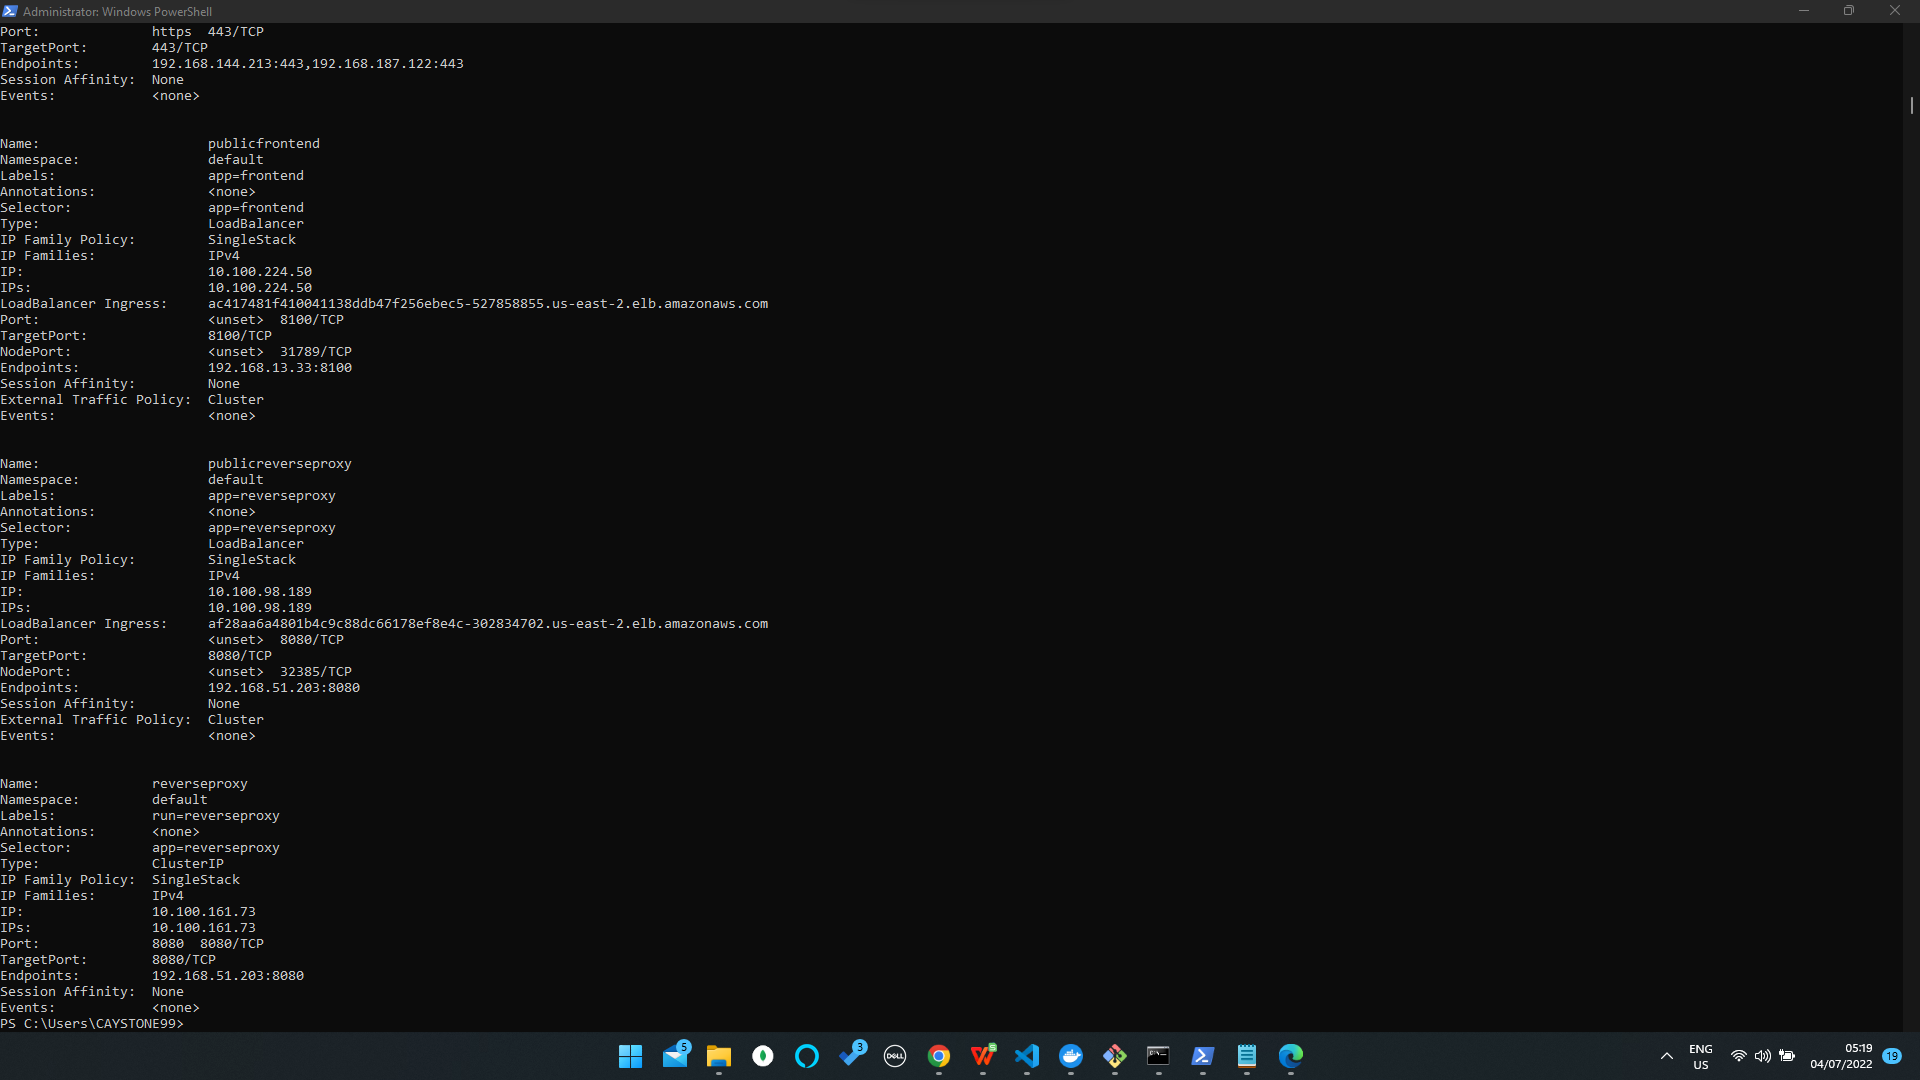 Administrator: Windows PowerShell
Port:              https  443/TCP
TargetPort:        443/TCP
Endpoints:         192.168.144.213:443,192.168.187.122:443
Session Affinity:  None
Events:            <none>
Name:                     publicfrontend
Namespace:                default
Labels:                   app=frontend
Annotations:              <none>
Selector:                 app=frontend
Type:                     LoadBalancer
IP Family Policy:         SingleStack
IP Families:              IPv4
IP:                       10.100.224.50
IPs:                      10.100.224.50
LoadBalancer Ingress:     ac417481f410041138ddb47f256ebec5-527858855.us-east-2.elb.amazonaws.com
Port:                     <unset>  8100/TCP
TargetPort:               8100/TCP
NodePort:                 <unset>  31789/TCP
Endpoints:                192.168.13.33:8100
Session Affinity:         None
External Traffic Policy:  Cluster
Events:                   <none>
Name:                     publicreverseproxy
Namespace:                default
Labels:                   app=reverseproxy
Annotations:              <none>
Selector:                 app=reverseproxy
Type:                     LoadBalancer
IP Family Policy:         SingleStack
IP Families:              IPv4
IP:                       10.100.98.189
IPs:                      10.100.98.189
LoadBalancer Ingress:     af28aa6a4801b4c9c88dc66178ef8e4c-302834702.us-east-2.elb.amazonaws.com
Port:                     <unset>  8080/TCP
TargetPort:               8080/TCP
NodePort:                 <unset>  32385/TCP
Endpoints:                192.168.51.203:8080
Session Affinity:         None
External Traffic Policy:  Cluster
Events:                   <none>
Name:              reverseproxy
Namespace:         default
Labels:            run=reverseproxy
Annotations:       <none>
Selector:          app=reverseproxy
Type:              ClusterIP
IP Family Policy:  SingleStack
IP Families:       IPv4
IP:                10.100.161.73
IPs:               10.100.161.73
Port:              8080  8080/TCP
TargetPort:        8080/TCP
Endpoints:         192.168.51.203:8080
Session Affinity:  None
Events:            <none>
PS C:\Users\CAYSTONE99>
5
3
DELL
ENG
US
05:19
04/07/2022
19